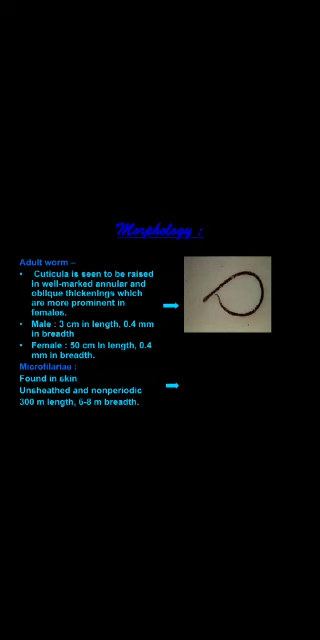 Morphology :
Adult worm –
• Cuticula is seen to be raised
in well-marked annular and
oblique thickenings which
are more prominent in
females.
• Male : 3 cm in length, 0.4 mm
in breadth
• Female : 50 cm in length, 0.4
mm in breadth.
Microfilariae :
Found in skin
Unsheathed and nonperiodic
300 m length, 6-8 m breadth.